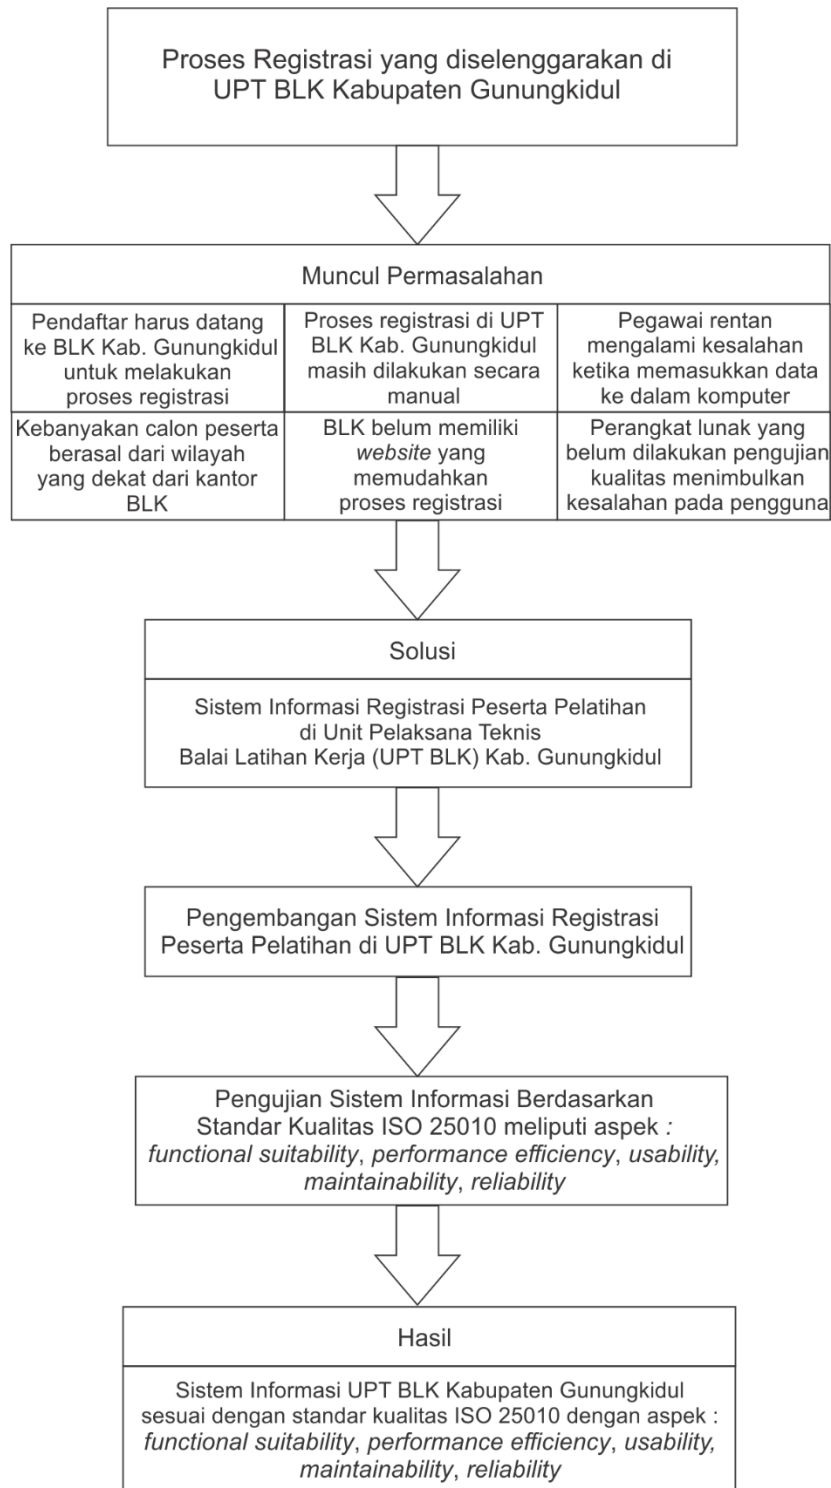 Proses Registrasi yang diselenggarakan di
UPT BLK Kabupaten Gunungkidul
Muncul Permasalahan
Pendaftar harus datang
ke BLK Kab. Gunungkidul
untuk melakukan
proses registrasi
Proses registrasi di UPT
BLK Kab. Gunungkidul
masih dilakukan secara
manual
Pegawai rentan
mengalami kesalahan
ketika memasukkan data
ke dalam komputer
Kebanyakan calon peserta
berasal dari wilayah
yang dekat dari kantor
BLK
BLK belum memiliki
website yang
memudahkan
proses registrasi
Perangkat lunak yang
belum dilakukan pengujian
kualitas menimbulkan
kesalahan pada pengguna
Solusi
Sistem Informasi Registrasi Peserta Pelatihan
di Unit Pelaksana Teknis
Balai Latihan Kerja (UPT BLK) Kab. Gunungkidul
Pengembangan Sistem Informasi Registrasi
Peserta Pelatihan di UPT BLK Kab. Gunungkidul
Pengujian Sistem Informasi Berdasarkan
Standar Kualitas ISO 25010 meliputi aspek :
functional suitability, performance efficiency, usability,
maintainability, reliability
Hasil
Sistem Informasi UPT BLK Kabupaten Gunungkidul
sesuai dengan standar kualitas ISO 25010 dengan aspek :
functional suitability, performance efficiency, usability,
maintainability, reliability